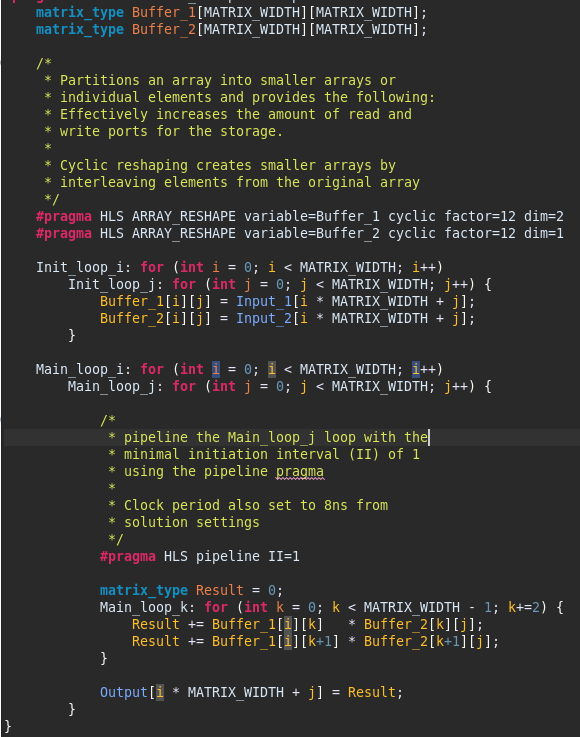 matrix_type Buffer_1[MATRIX_WIDTH][MATRIX_WIDTH];
matrix_type Buffer_2[MATRIX_WIDTH][MATRIX_WIDTH];
/*
* Partitions an array into smaller arrays or
* individual elements and provides the following:
* Effectively increases the amount of read and
* write ports for the storage.
*
* Cyclic reshaping creates smaller arrays by
* interleaving elements from the original array
*/
#pragma HLS ARRAY_RESHAPE variable=Buffer_1 cyclic factor=12 dim=2
#pragma HLS ARRAY_RESHAPE variable=Buffer_2 cyclic factor=12 dim=1
Init_loop_i: for (int i = 0; i < MATRIX_WIDTH; i++)
Init_loop_j: for (int j = 0; j < MATRIX_WIDTH; j++) {
Buffer_1[i][j] = Input_1[i * MATRIX_WIDTH + j];
Buffer_2[i][j] = Input_2[i * MATRIX_WIDTH + j];
}
Main_loop_i: for (int i = 0; i < MATRIX_WIDTH; i++)
Main_loop_j: for (int j = 0; j < MATRIX_WIDTH; j++) {
/*
* pipeline the Main_loop_j loop with the
* minimal initiation interval (II) of 1
* using the pipeline pragma
*
* Clock period also set to 8ns from
* solution settings
*/
#pragma HLS pipeline II=1
matrix_type Result = 0;
Main_loop_k: for (int k = 0; k < MATRIX_WIDTH - 1; k+=2) {
Result += Buffer_1[i][k]   * Buffer_2[k][j];
Result += Buffer_1[i][k+1] * Buffer_2[k+1][j];
}
Output[i * MATRIX_WIDTH + j] = Result;
}
}